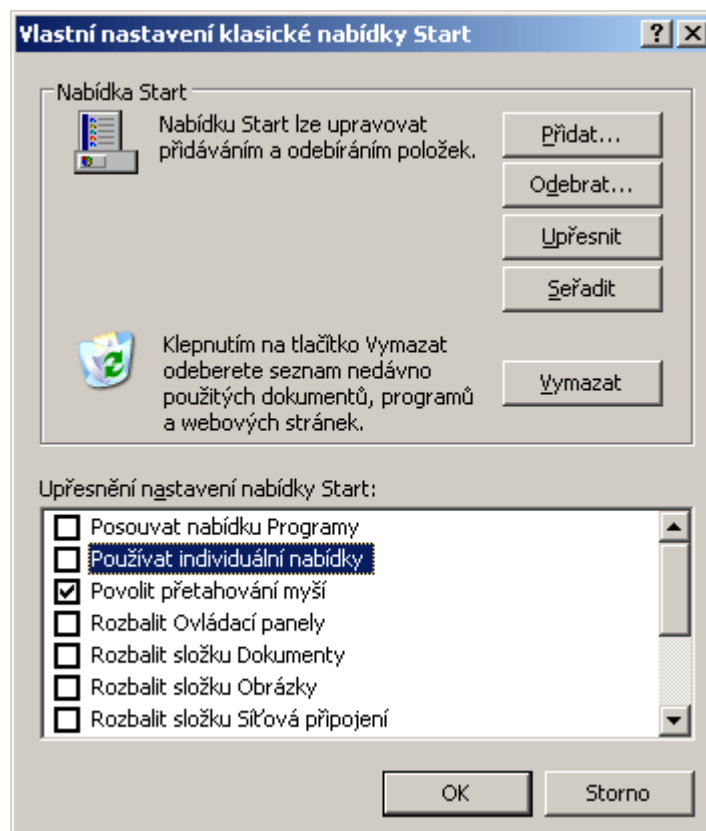 Vlastní nastavení klasické nabídky Start
Nabídka Start
Nabídku Start lze upravovat
přidáváním a odebíráním položek.
Přidat...
Odebrat...
Upřesnit
Seřadit
Klepnutím na tlačítko Vymazat
odeberete seznam nedávno
použitých dokumentů, programů
a webových stránek.
Vymazat
Upřesnění nastavení nabídky Start:
Posouvat nabídku Programy
Používat individuální nabídky
Povolit přetahování myší
Rozbalit Ovládací panely
Rozbalit složku Dokumenty
Rozbalit složku Obrázky
Rozbalit složku Síťová připojení
OK
Storno